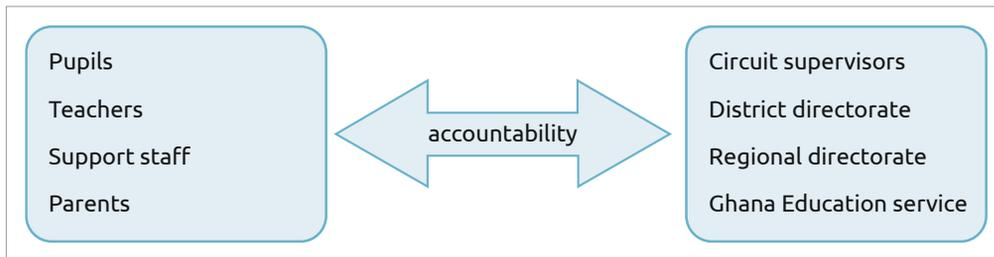 Pupils
Teachers
Support staff
Parents
accountability
Circuit supervisors
District directorate
Regional directorate
Ghana Education service